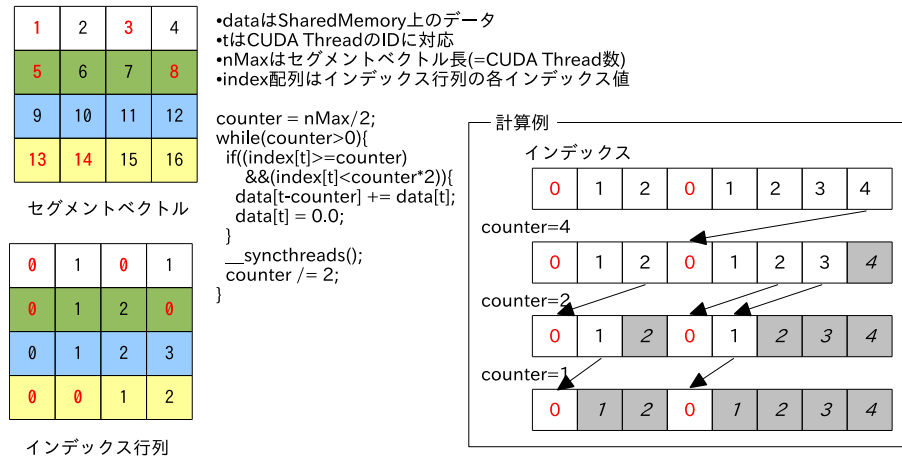 1 2 3 4
5 6 7 8
9 10 11 12
13 14 15 16
セグメントベクトル
0 1 0 1
0 1 2 0
0 1 2 3
0 0 1 2
インデックス行列
•dataはSharedMemory上のデータ
•tはCUDA ThreadのIDに対応
•nMaxはセグメントベクトル長(=CUDA Thread数)
•index配列はインデックス行列の各インデックス値
counter = nMax/2;
while(counter>0){
if((index[t]>=counter)
&&(index[t]<counter*2)){
data[t-counter] += data[t];
data[t] = 0.0;
}
__syncthreads();
counter /= 2;
}
計算例
インデックス
0 1 2 0 1 2 3 4
counter=4
0 1 2 0 1 2 3 4
counter=2
0 1 2 0 1 2 3 4
counter=1
0 1 2 0 1 2 3 4